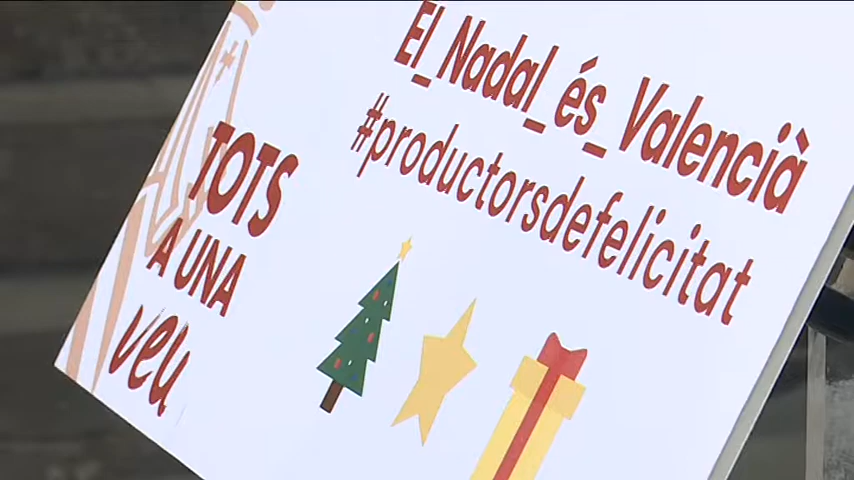 El_Nadal_és_Valencià
#productorsdefelicitat
TOTS
A UNA
veu